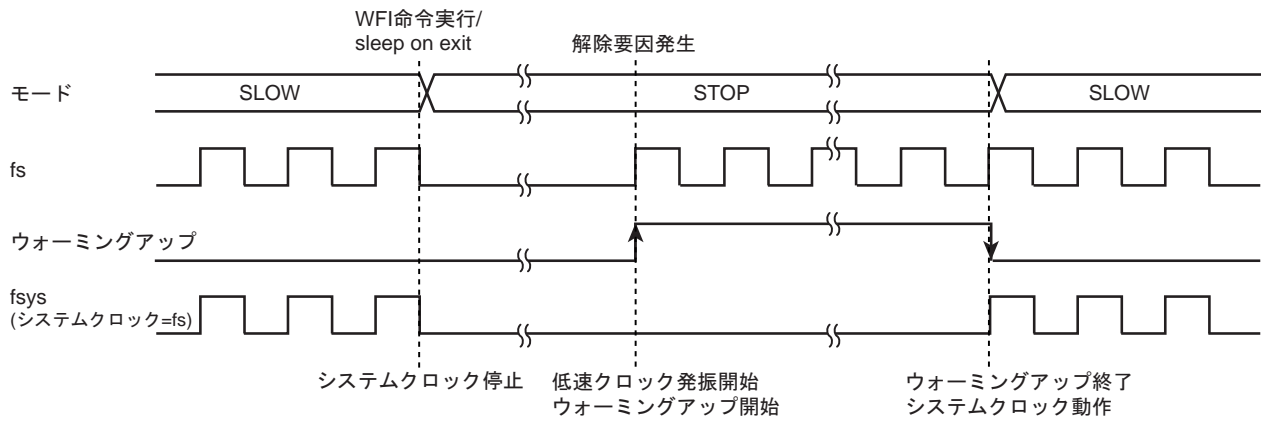 WFI命令実行/
sleep on exit
解除要因発生
モード
SLOW
STOP
SLOW
fs
ウォーミングアップ
fsys
(システムクロック=fs)
システムクロック停止
低速クロック発振開始
ウォーミングアップ開始
ウォーミングアップ終了
システムクロック動作